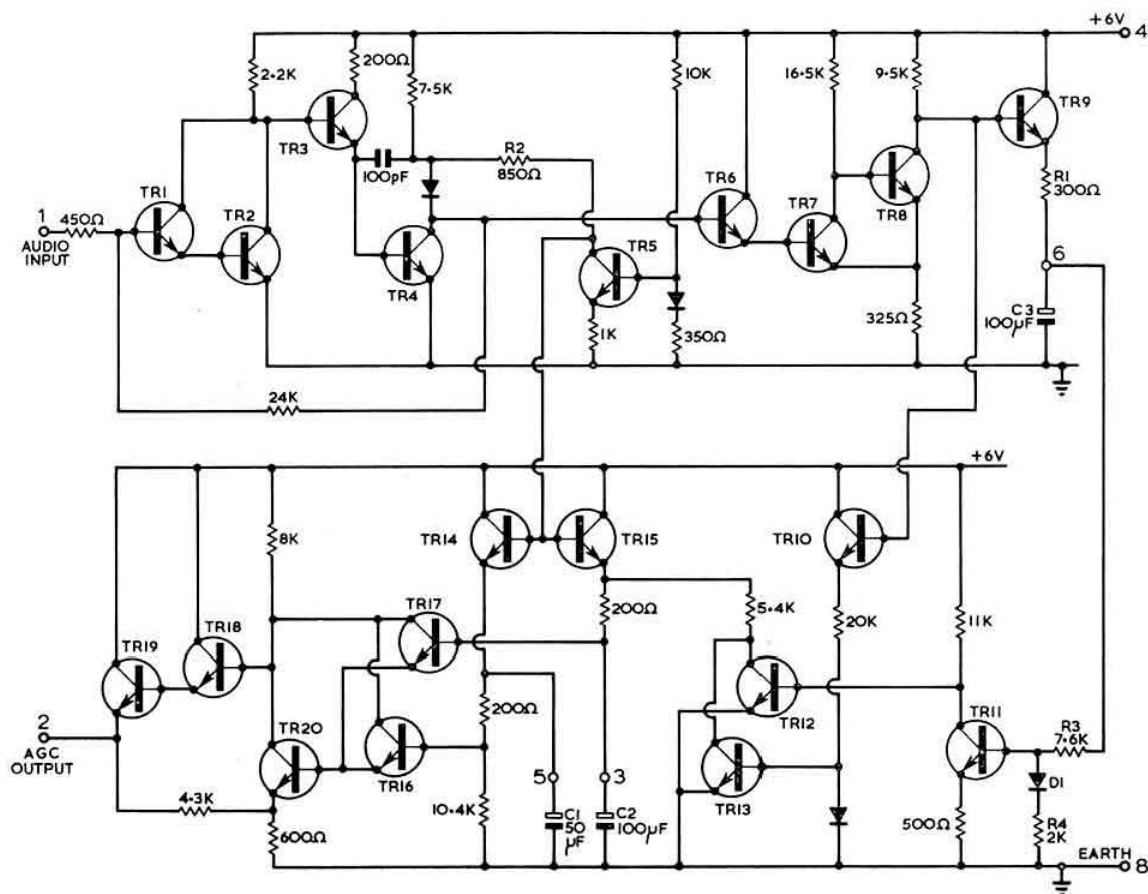 +6V
4
2·2K
200Ω
7·5K
10K
16·5K
9·5K
TR3
TR9
R2
850Ω
100pF
R1
300Ω
TR1
TR6
TR8
1
450Ω
AUDIO
INPUT
TR2
TR7
TR5
TR4
6
C3
100μF
1K
350Ω
325Ω
24K
+6V
8K
TR14
TR15
TR10
TR17
200Ω
5·4K
20K
11K
TR19
TR18
200Ω
TR12
TR11
R3
7·6K
2
AGC
OUTPUT
TR20
TR16
TR13
5
3
D1
4·3K
10·4K
C1
50
μF
C2
100μF
500Ω
R4
2K
600Ω
EARTH
8